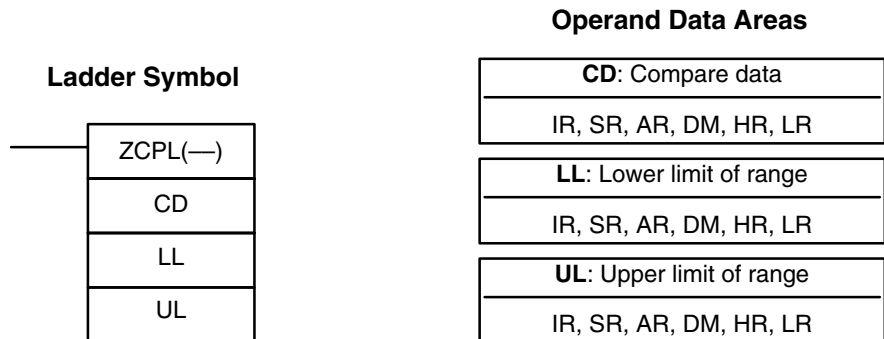 Operand Data Areas
Ladder Symbol
ZCPL(—)
CD
LL
UL
CD: Compare data
IR, SR, AR, DM, HR, LR
LL: Lower limit of range
IR, SR, AR, DM, HR, LR
UL: Upper limit of range
IR, SR, AR, DM, HR, LR